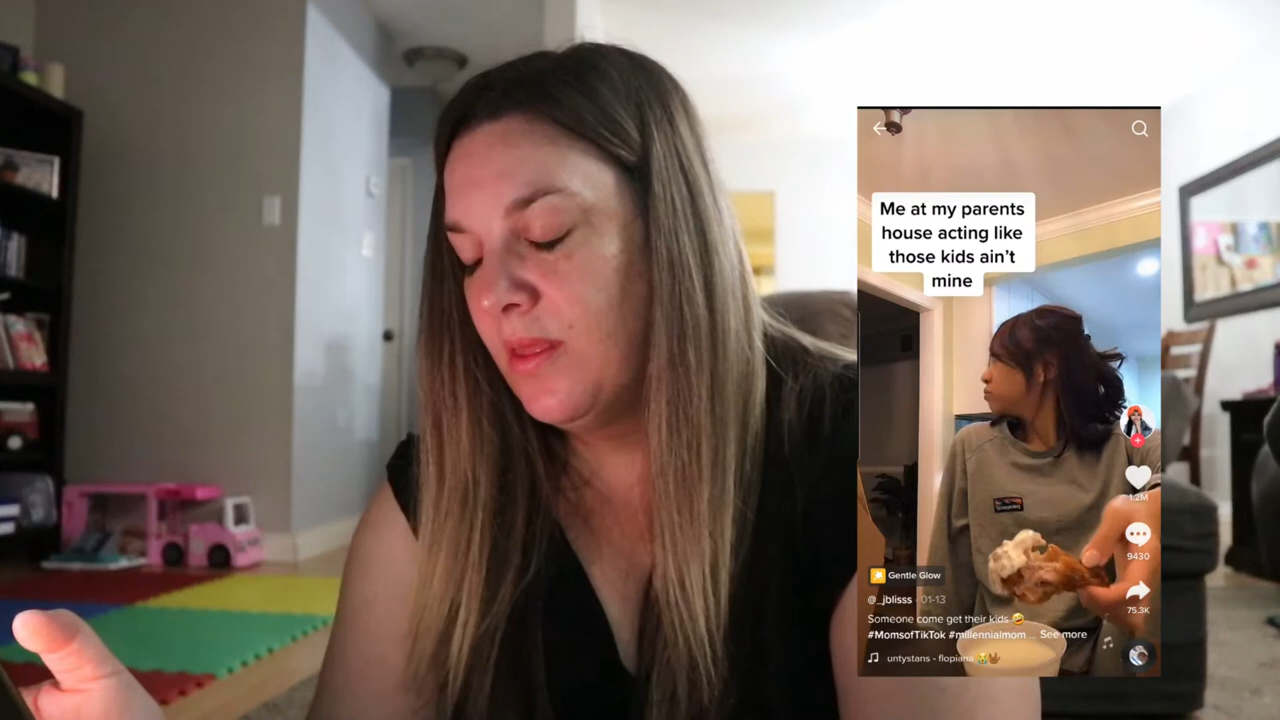 Me at my parents
house acting like
those kids ain't
mine
1.2M
9430
75.3K
Gentle Glow
@_jblisss · 01-13
Someone come get their kids 🤣
#MomsofTikTok #millennialmom ... See more
untystans - flopiana 😭🤟🏾